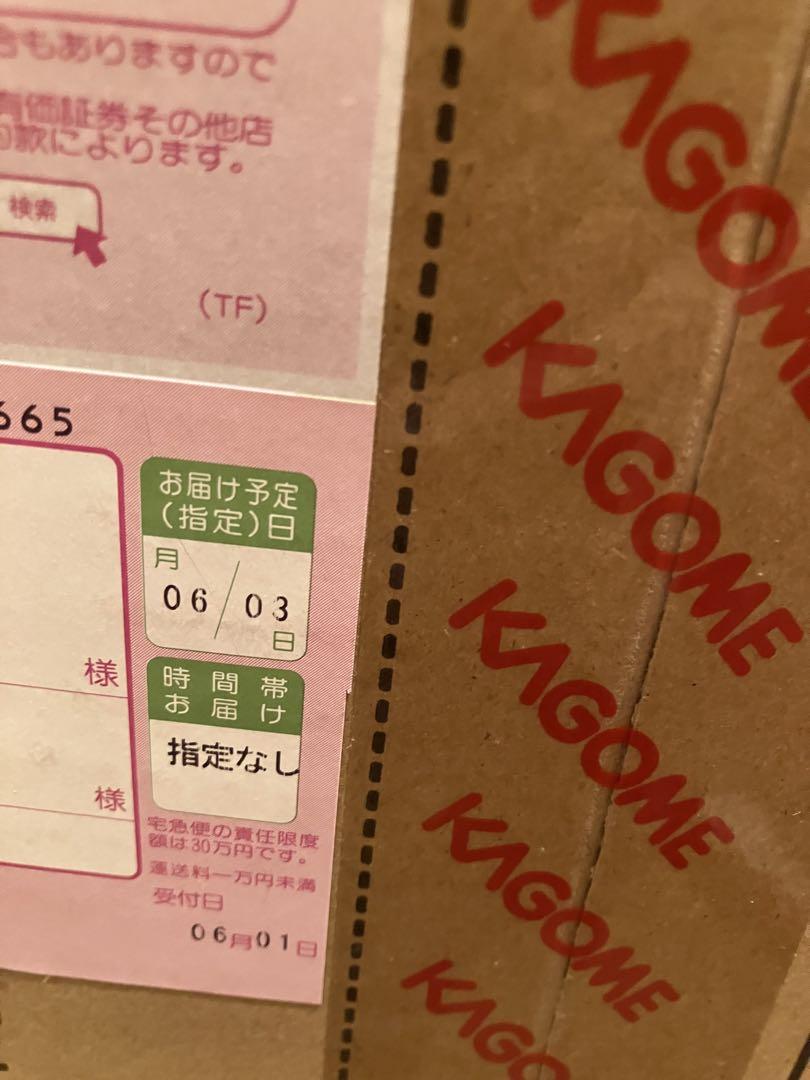 合もありますので
有価証券その他店
約款によります。
検索
(TF)
665
お届け予定
(指定)日
月
06/03
日
様
時間帯
お届け
指定なし
様
宅急便の責任限度
額は30万円です。
運送料一万円未満
受付日
06月01日
KAGOME
KAGOME
KAGOME
KAGOME
KAGOME